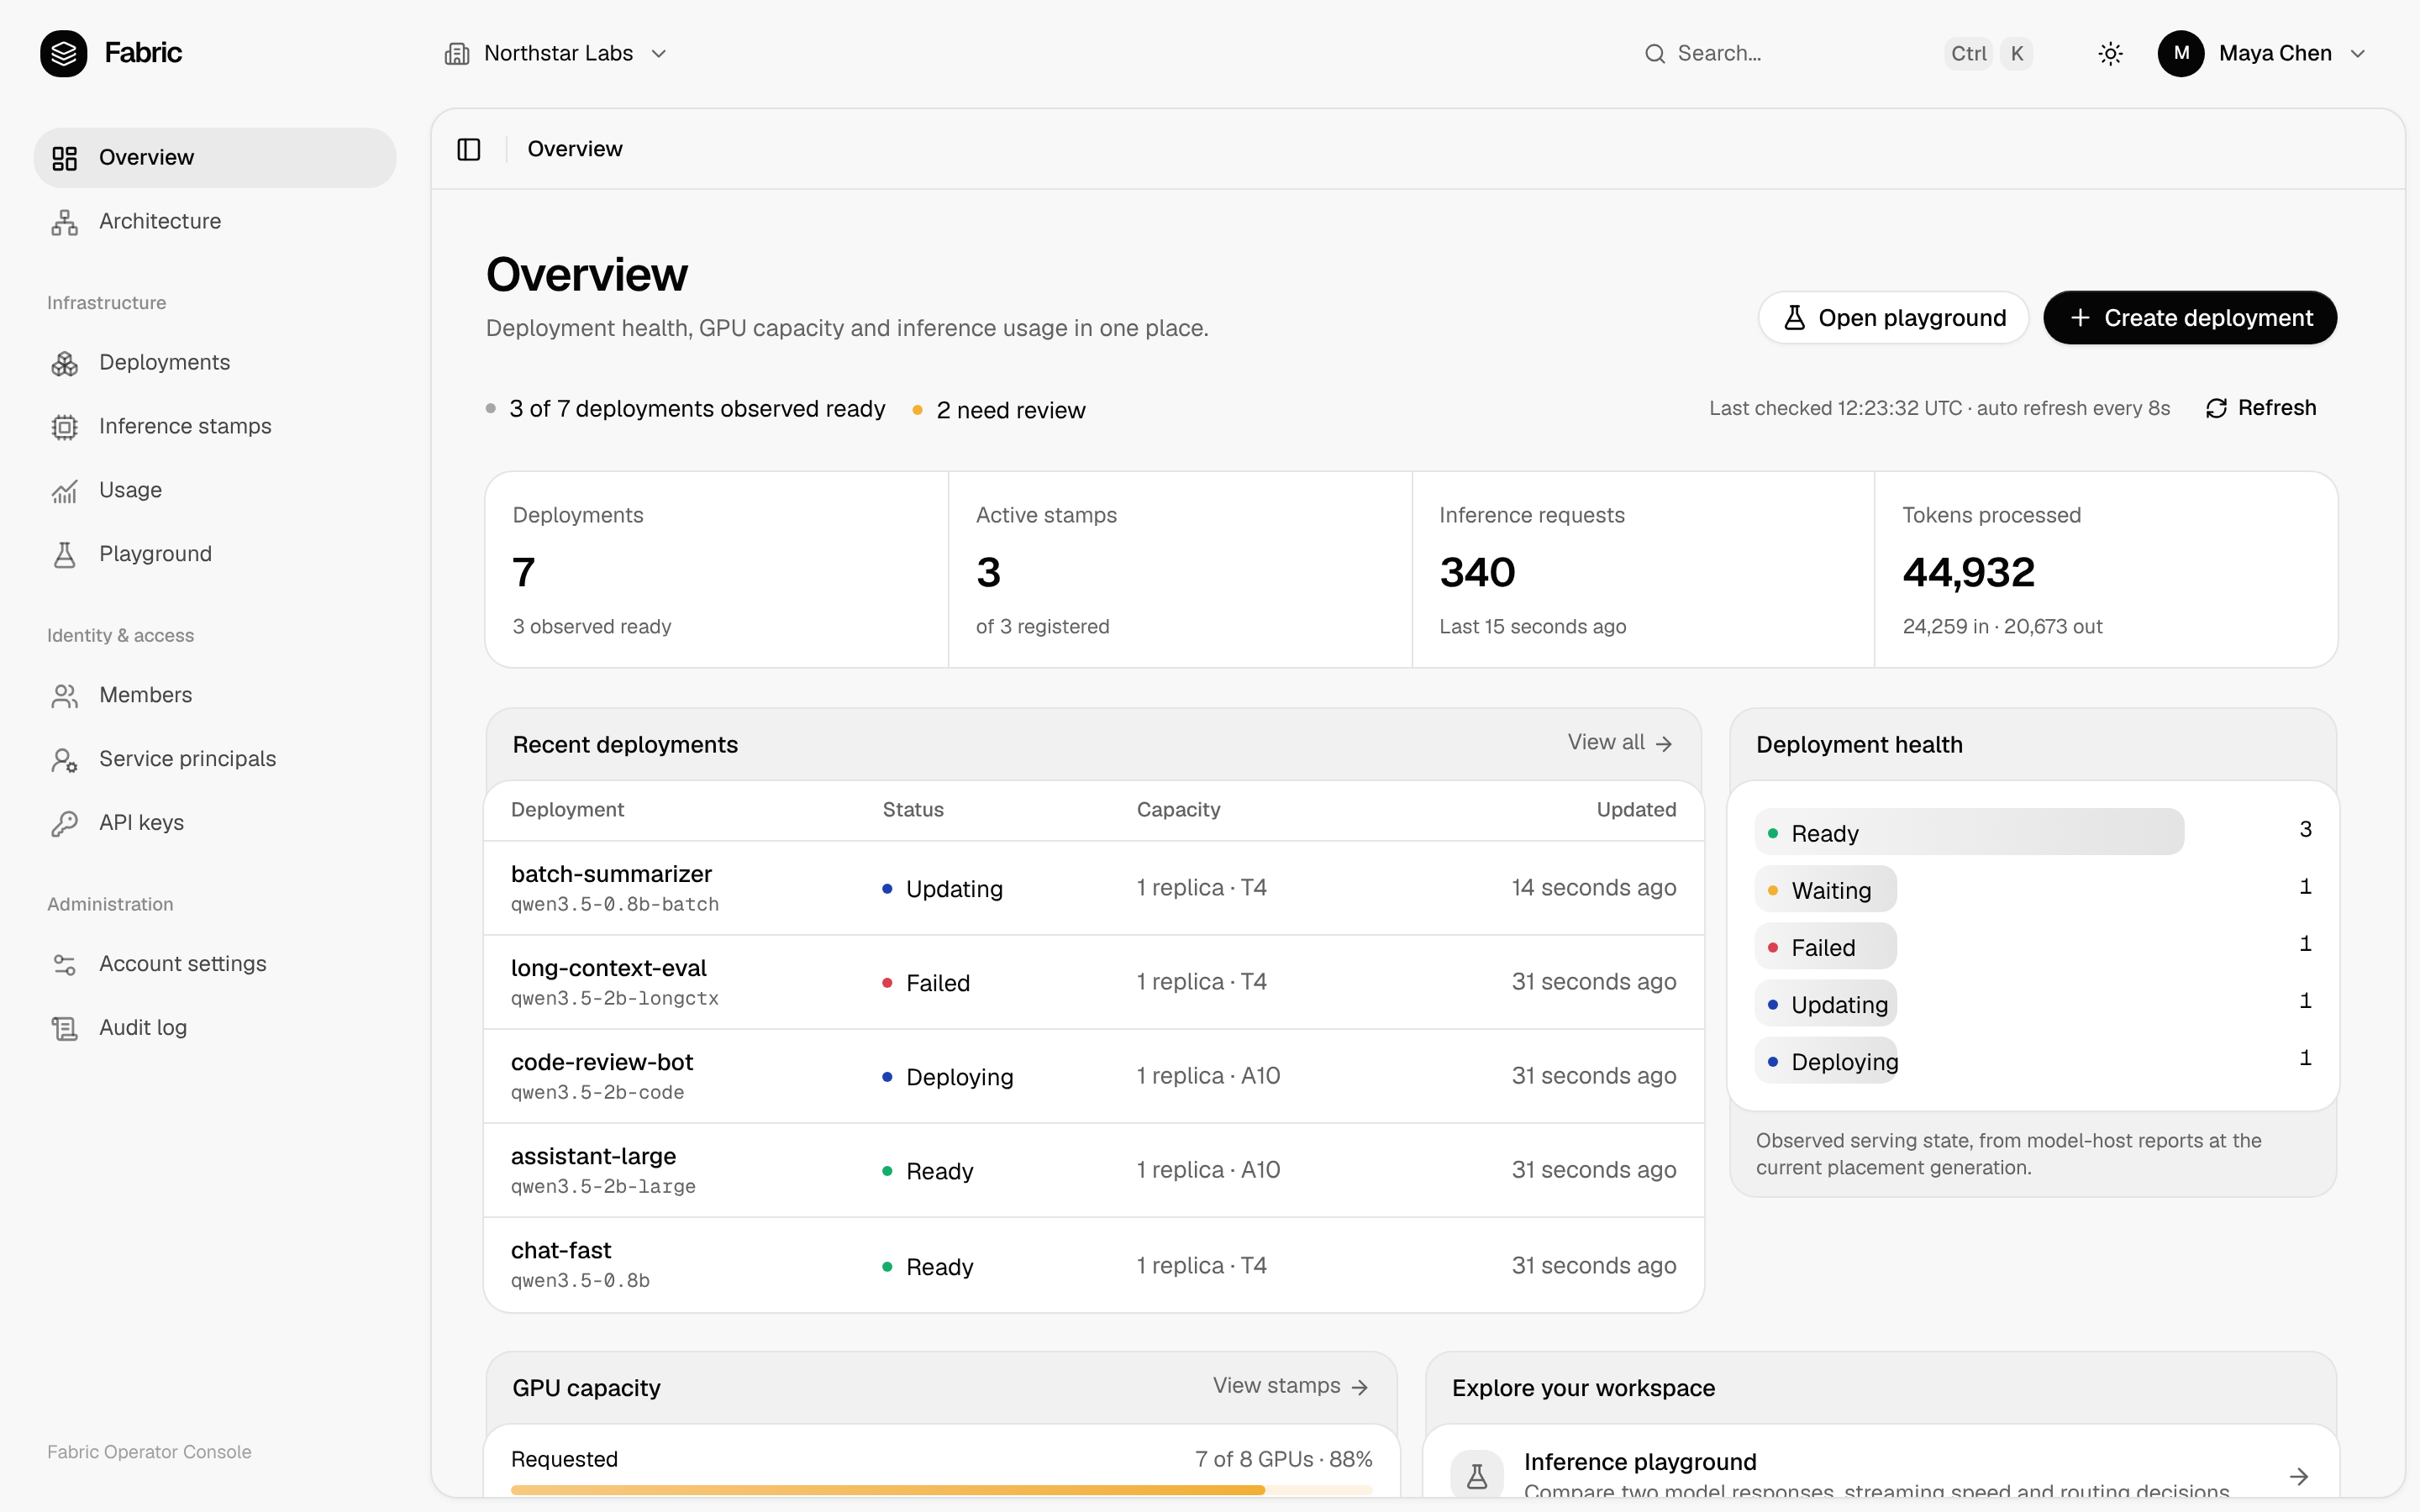 Fabric
Northstar Labs
Search...
Ctrl K
M
Maya Chen
Overview
Architecture
Infrastructure
Deployments
Inference stamps
Usage
Playground
Identity & access
Members
Service principals
API keys
Administration
Account settings
Audit log
Fabric Operator Console
Overview
Overview
Deployment health, GPU capacity and inference usage in one place.
Open playground
Create deployment
3 of 7 deployments observed ready
2 need review
Last checked 12:23:32 UTC · auto refresh every 8s
Refresh
Deployments
7
3 observed ready
Active stamps
3
of 3 registered
Inference requests
340
Last 15 seconds ago
Tokens processed
44,932
24,259 in · 20,673 out
Recent deployments
View all
Deployment Status Capacity Updated
batch-summarizer
qwen3.5-0.8b-batch
Updating
1 replica · T4
14 seconds ago
long-context-eval
qwen3.5-2b-longctx
Failed
1 replica · T4
31 seconds ago
code-review-bot
qwen3.5-2b-code
Deploying
1 replica · A10
31 seconds ago
assistant-large
qwen3.5-2b-large
Ready
1 replica · A10
31 seconds ago
chat-fast
qwen3.5-0.8b
Ready
1 replica · T4
31 seconds ago
Deployment health
Ready 3
Waiting 1
Failed 1
Updating 1
Deploying 1
Observed serving state, from model-host reports at the
current placement generation.
GPU capacity
View stamps
Requested
7 of 8 GPUs · 88%
Explore your workspace
Inference playground
Compare two model responses, streaming speed and routing decisions.